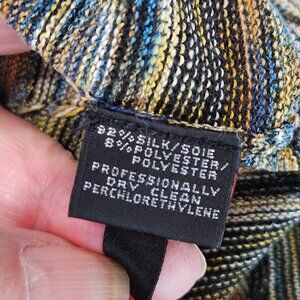 92% SILK/SOIE
8% POLYESTER/
POLYESTER
PROFESSIONALLY
DRY CLEAN
PERCHLORETHYLENE